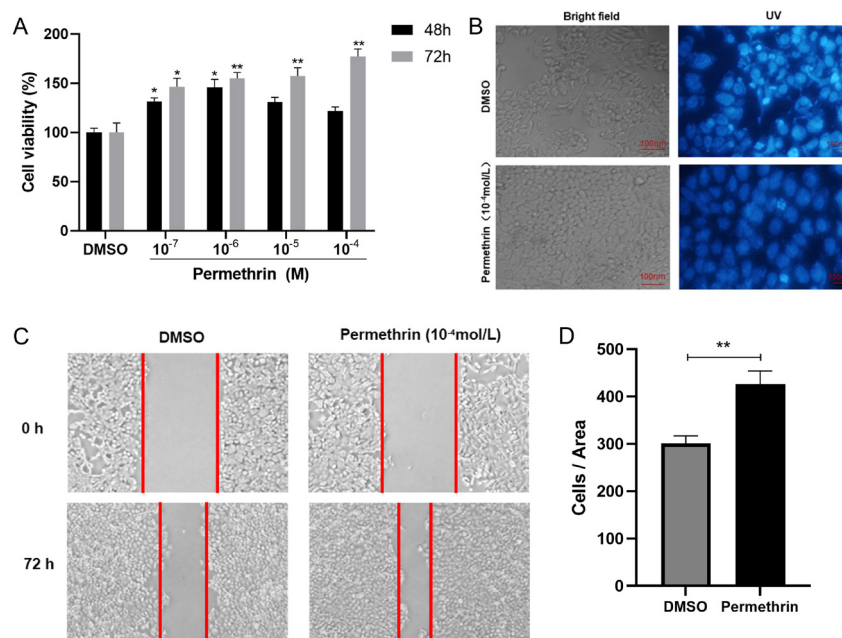 A
48h
72h
Cell viability (%)
200
150
100
50
0
*
*
*
**
**
**
DMSO
10⁻⁷
10⁻⁶
10⁻⁵
10⁻⁴
Permethrin (M)
B
Bright field
UV
DMSO
100nm
Permethrin（10⁻⁴mol/L）
100nm
C
DMSO
Permethrin (10⁻⁴mol/L)
0 h
72 h
D
**
Cells / Area
500
400
300
200
100
0
DMSO
Permethrin